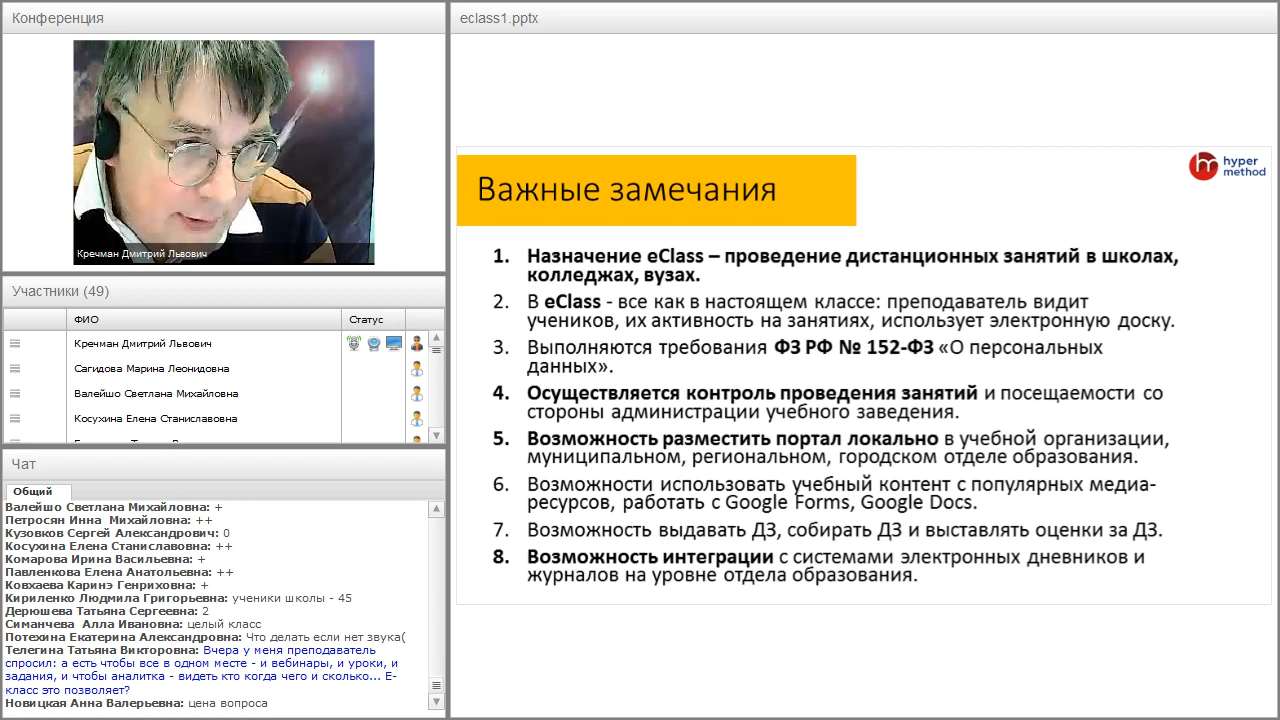 Конференция
Кречман Дмитрий Львович
Участники (49)
ФИО
Статус
Кречман Дмитрий Львович
Сагидова Марина Леонидовна
Валейшо Светлана Михайловна
Косухина Елена Станиславовна
Чат
Общий
Валейшо Светлана Михайловна: +
Петросян Инна Михайловна: ++
Кузовков Сергей Александрович: 0
Косухина Елена Станиславовна: ++
Комарова Ирина Васильевна: +
Павленкова Елена Анатольевна: ++
Ковхаева Каринэ Генриховна: +
Кириленко Людмила Григорьевна: ученики школы - 45
Дерюшева Татьяна Сергеевна: 2
Симанчева Алла Ивановна: целый класс
Потехина Екатерина Александровна: Что делать если нет звука(
Телегина Татьяна Викторовна: Вчера у меня преподаватель
спросил: а есть чтобы все в одном месте - и вебинары, и уроки, и
задания, и чтобы аналитка - видеть кто когда чего и сколько... Е-
класс это позволяет?
Новицкая Анна Валерьевна: цена вопроса
eclass1.pptx
hyper
method
Важные замечания
1. Назначение eClass – проведение дистанционных занятий в школах,
колледжах, вузах.
2. В eClass - все как в настоящем классе: преподаватель видит
учеников, их активность на занятиях, использует электронную доску.
3. Выполняются требования ФЗ РФ № 152-ФЗ «О персональных
данных».
4. Осуществляется контроль проведения занятий и посещаемости со
стороны администрации учебного заведения.
5. Возможность разместить портал локально в учебной организации,
муниципальном, региональном, городском отделе образования.
6. Возможности использовать учебный контент с популярных медиа-
ресурсов, работать с Google Forms, Google Docs.
7. Возможность выдавать ДЗ, собирать ДЗ и выставлять оценки за ДЗ.
8. Возможность интеграции с системами электронных дневников и
журналов на уровне отдела образования.